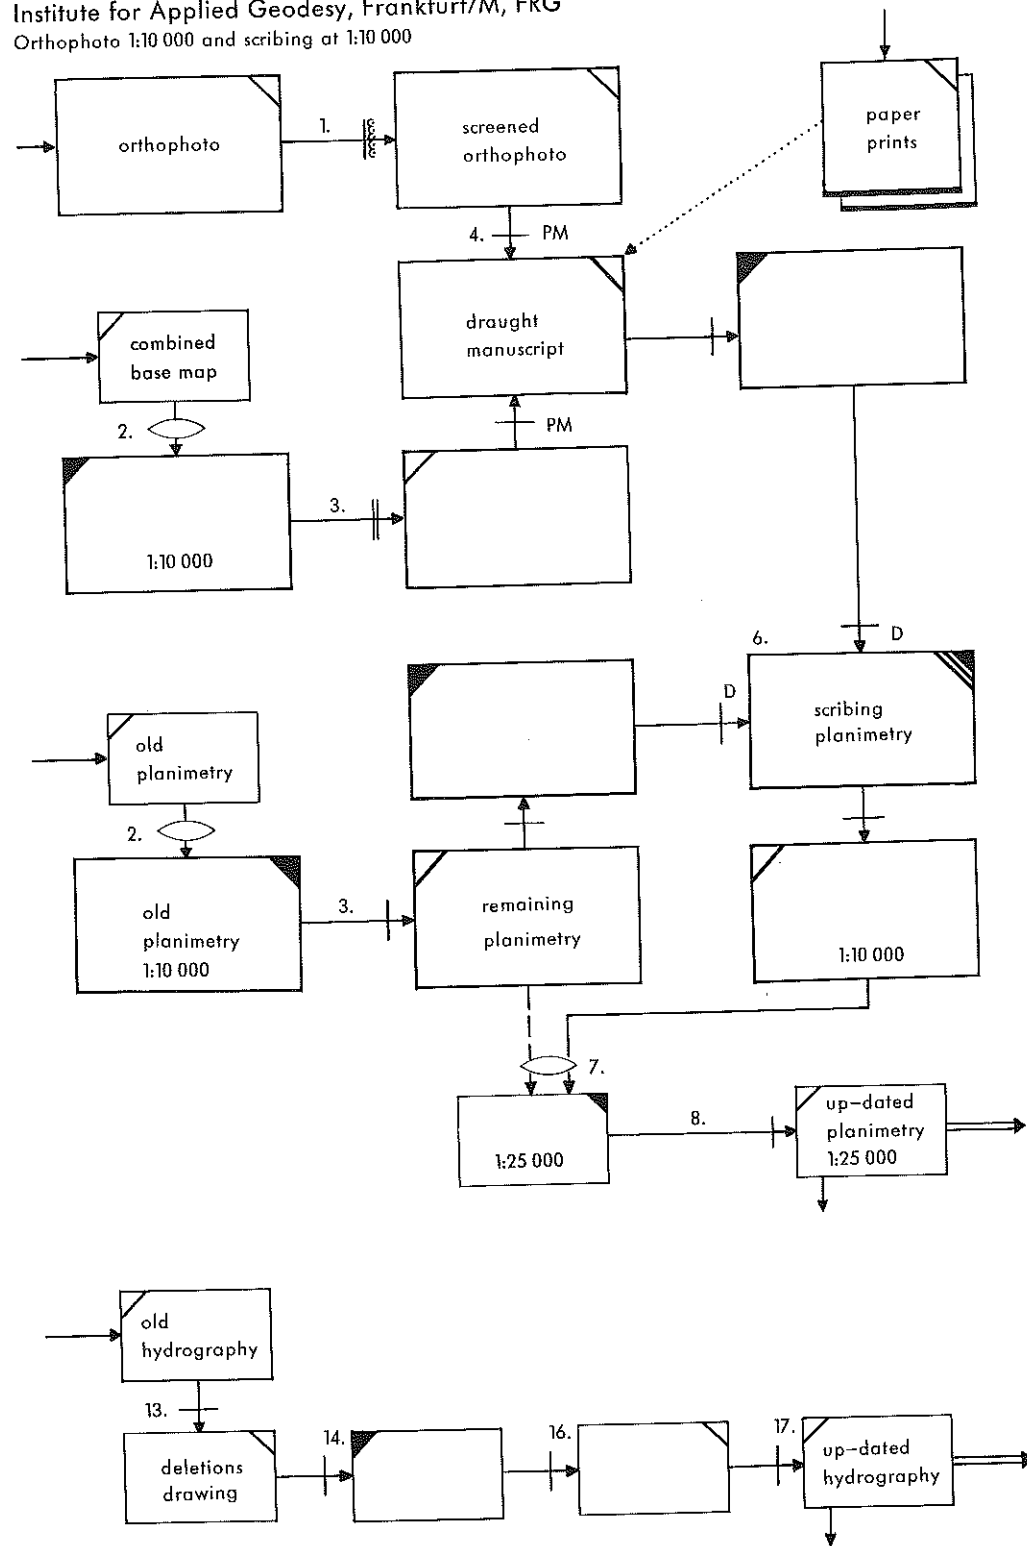 Institute for Applied Geodesy, Frankfurt/M, FRG
Orthophoto 1:10 000 and scribing at 1:10 000
orthophoto
1.
screened
orthophoto
paper
prints
4.
PM
combined
base map
draught
manuscript
2.
PM
3.
1:10 000
6.
D
D
old
planimetry
scribing
planimetry
2.
old
planimetry
1:10 000
3.
remaining
planimetry
1:10 000
7.
1:25 000
8.
up-dated
planimetry
1:25 000
old
hydrography
13.
deletions
drawing
14.
16.
17.
up-dated
hydrography